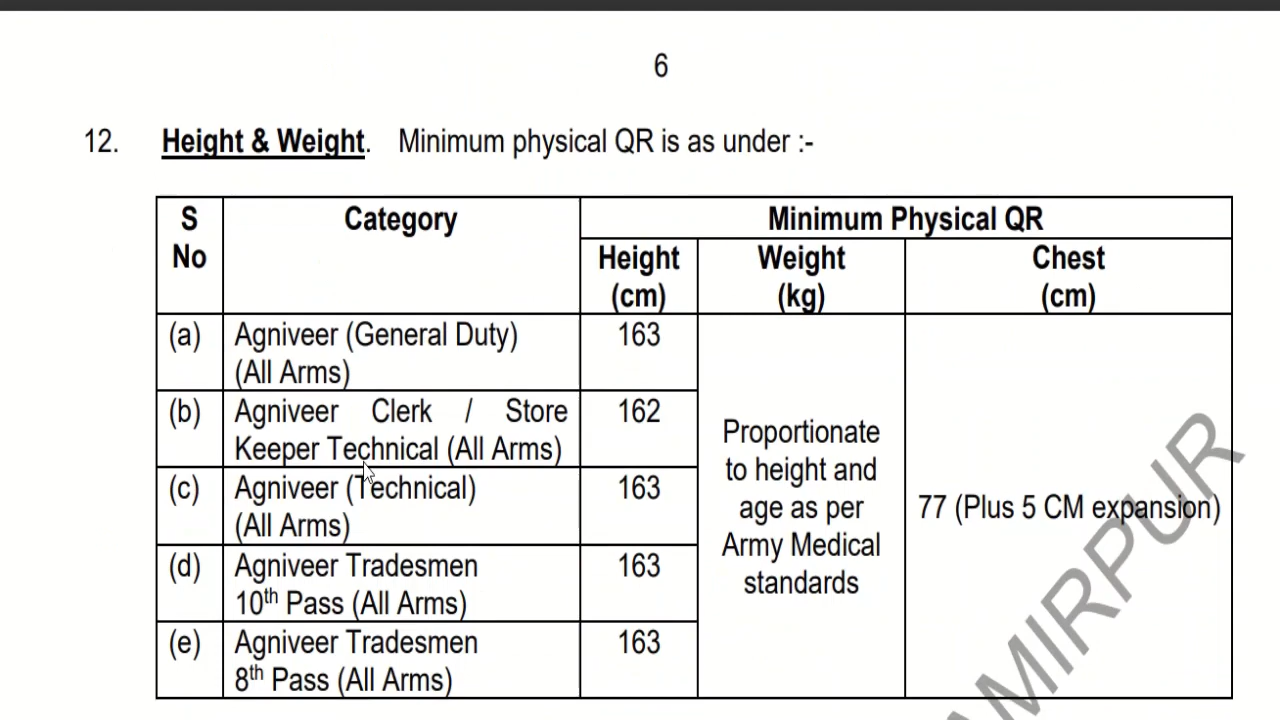 6
12. Height & Weight. Minimum physical QR is as under :-
S No
Category
Minimum Physical QR
Height (cm)
Weight (kg)
Chest (cm)
(a) Agniveer (General Duty) 163
(All Arms)
(b) Agniveer Clerk / Store 162
Keeper Technical (All Arms)
(c) Agniveer (Technical) 163
(All Arms)
(d) Agniveer Tradesmen 163
10th Pass (All Arms)
(e) Agniveer Tradesmen 163
8th Pass (All Arms)
Proportionate
to height and
age as per
Army Medical
standards
77 (Plus 5 CM expansion)
AMIRPUR